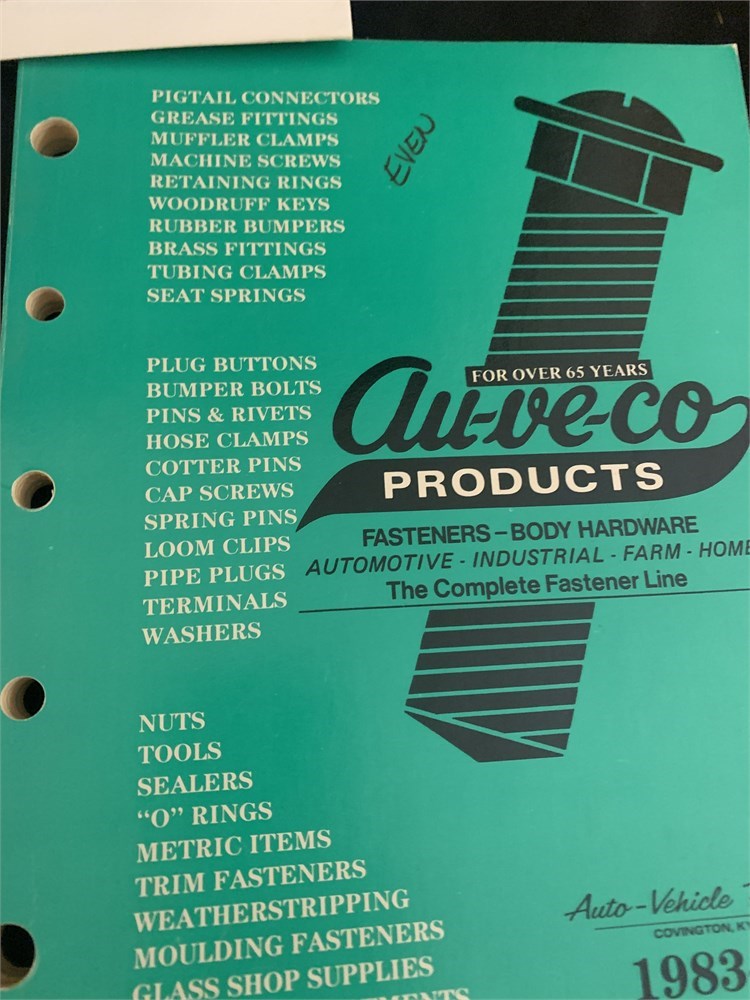 PIGTAIL CONNECTORS
GREASE FITTINGS
MUFFLER CLAMPS
MACHINE SCREWS
RETAINING RINGS
WOODRUFF KEYS
RUBBER BUMPERS
BRASS FITTINGS
TUBING CLAMPS
SEAT SPRINGS
EVEN
PLUG BUTTONS
BUMPER BOLTS
PINS & RIVETS
HOSE CLAMPS
COTTER PINS
CAP SCREWS
SPRING PINS
LOOM CLIPS
PIPE PLUGS
TERMINALS
WASHERS
FOR OVER 65 YEARS
Au-ve-co
PRODUCTS
FASTENERS – BODY HARDWARE
AUTOMOTIVE - INDUSTRIAL - FARM - HOME
The Complete Fastener Line
NUTS
TOOLS
SEALERS
“O” RINGS
METRIC ITEMS
TRIM FASTENERS
WEATHERSTRIPPING
MOULDING FASTENERS
GLASS SHOP SUPPLIES
Auto-Vehicle
COVINGTON, KY
1983